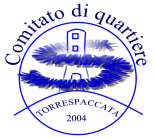 Comitato di quartiere
TORRESPACCATA
2004